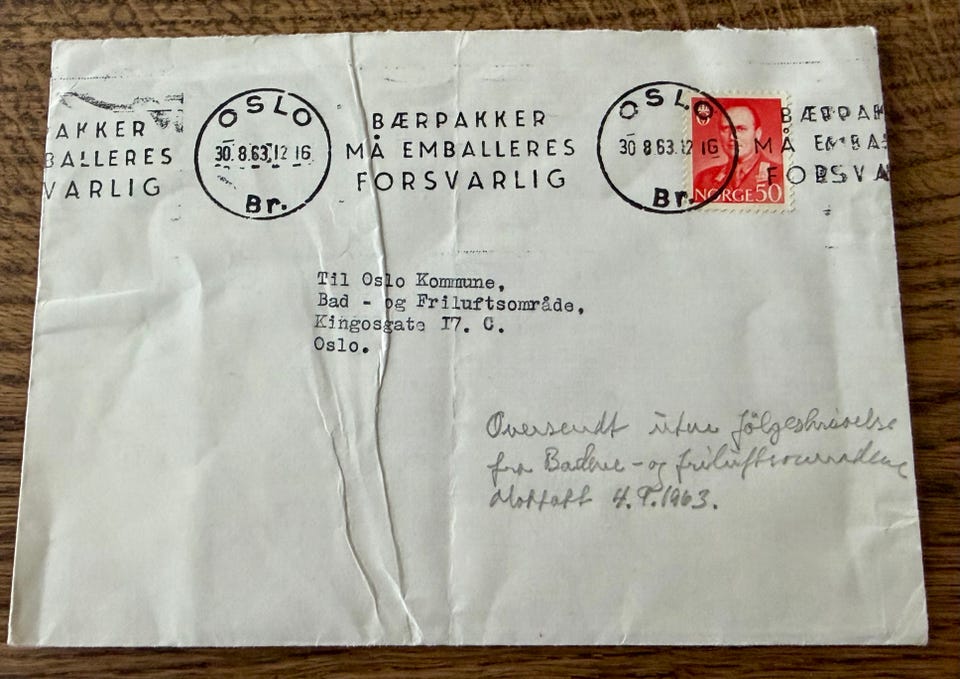 AKKER
BALLERES
VARLIG
OSLO
30.8.63.12 16
Br.
BÆRPAKKER
MÅ EMBALLERES
FORSVARLIG
OSLO
30 8.63.12 16
Br.
NORGE 50
BÆRPAK
MÅ EMBA
FORSVA
Til Oslo Kommune,
Bad - og Friluftsområde,
Kingosgate I7. C.
Oslo.
Oversendt uten følgeskrivelse
fra Badene - og friluftsområdene
Mottatt 4.9.1963.